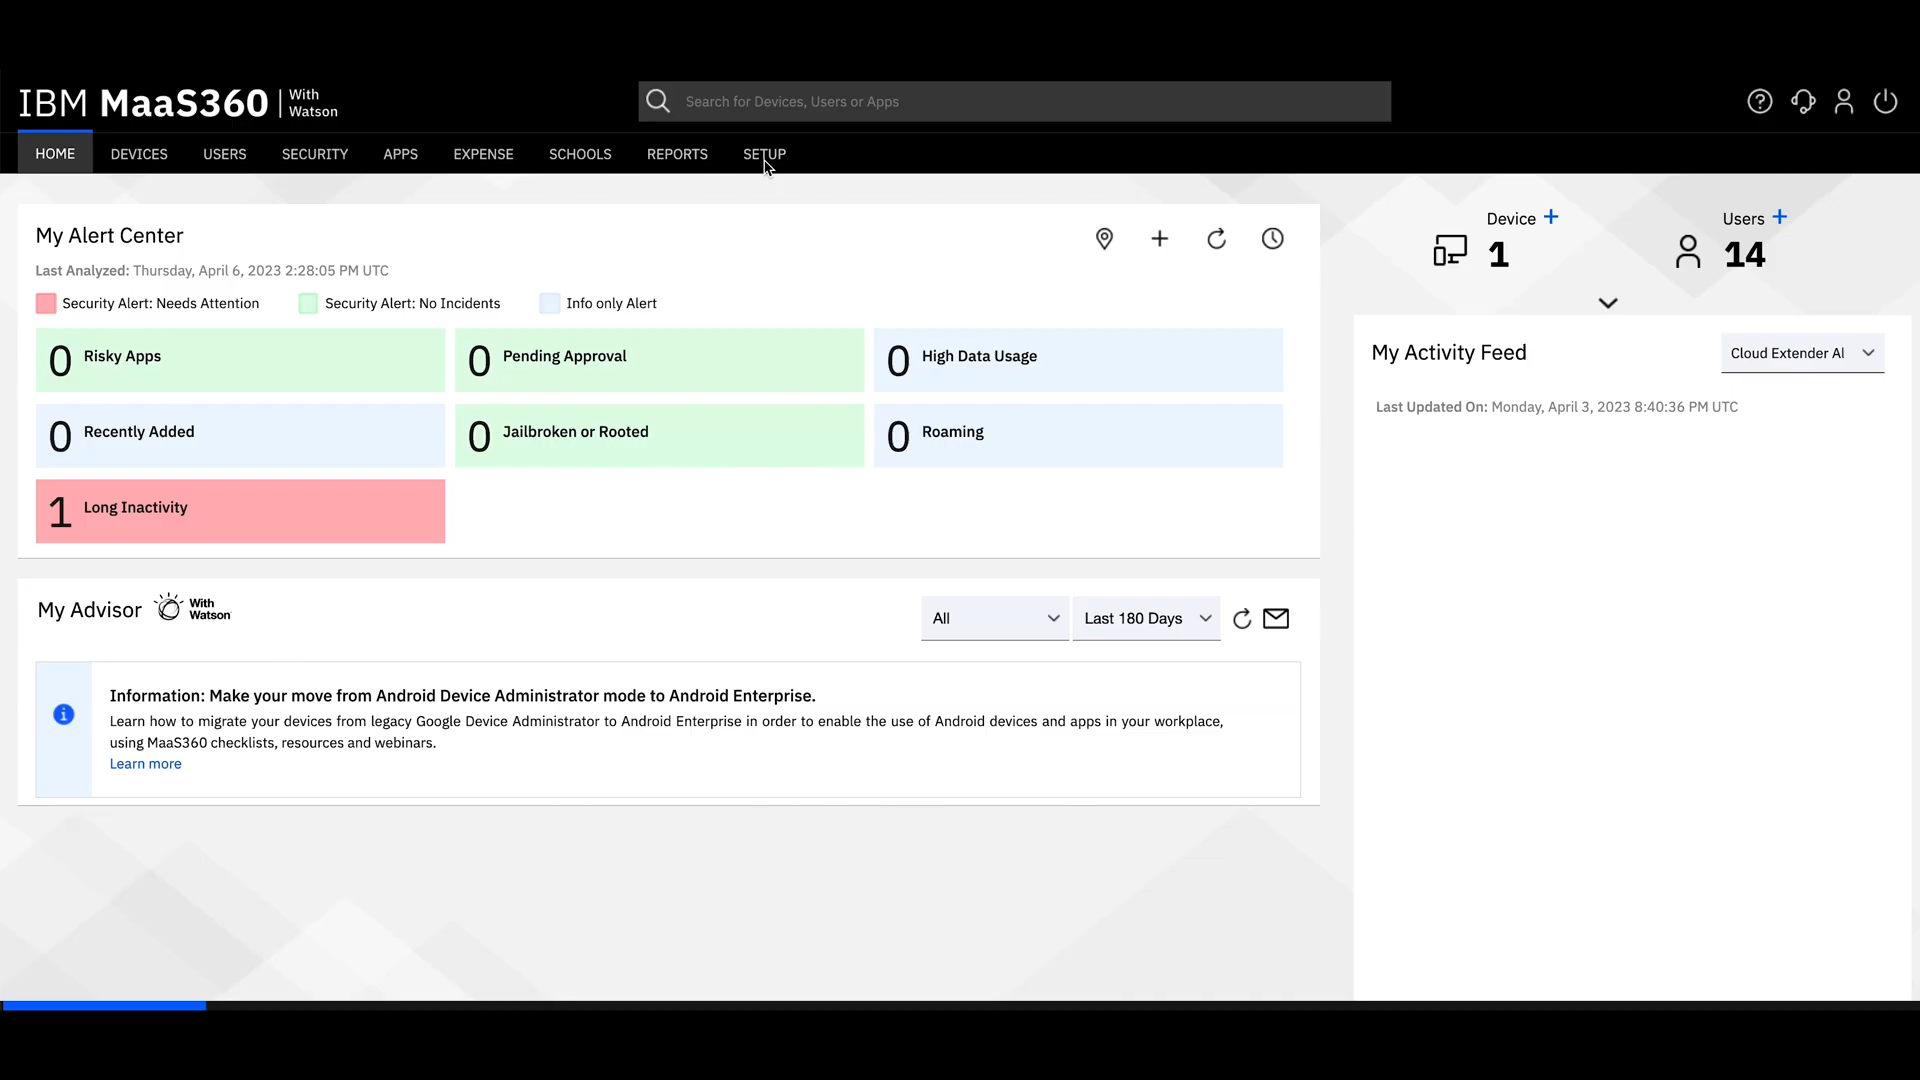 IBM MaaS360 | With Watson
Search for Devices, Users or Apps
HOME DEVICES USERS SECURITY APPS EXPENSE SCHOOLS REPORTS SETUP
My Alert Center
Last Analyzed: Thursday, April 6, 2023 2:28:05 PM UTC
Security Alert: Needs Attention Security Alert: No Incidents Info only Alert
0 Risky Apps 0 Pending Approval 0 High Data Usage
0 Recently Added 0 Jailbroken or Rooted 0 Roaming
1 Long Inactivity
Device + Users +
1 14
My Activity Feed Cloud Extender Al
Last Updated On: Monday, April 3, 2023 8:40:36 PM UTC
My Advisor With Watson
All Last 180 Days
Information: Make your move from Android Device Administrator mode to Android Enterprise.
Learn how to migrate your devices from legacy Google Device Administrator to Android Enterprise in order to enable the use of Android devices and apps in your workplace,
using MaaS360 checklists, resources and webinars.
Learn more